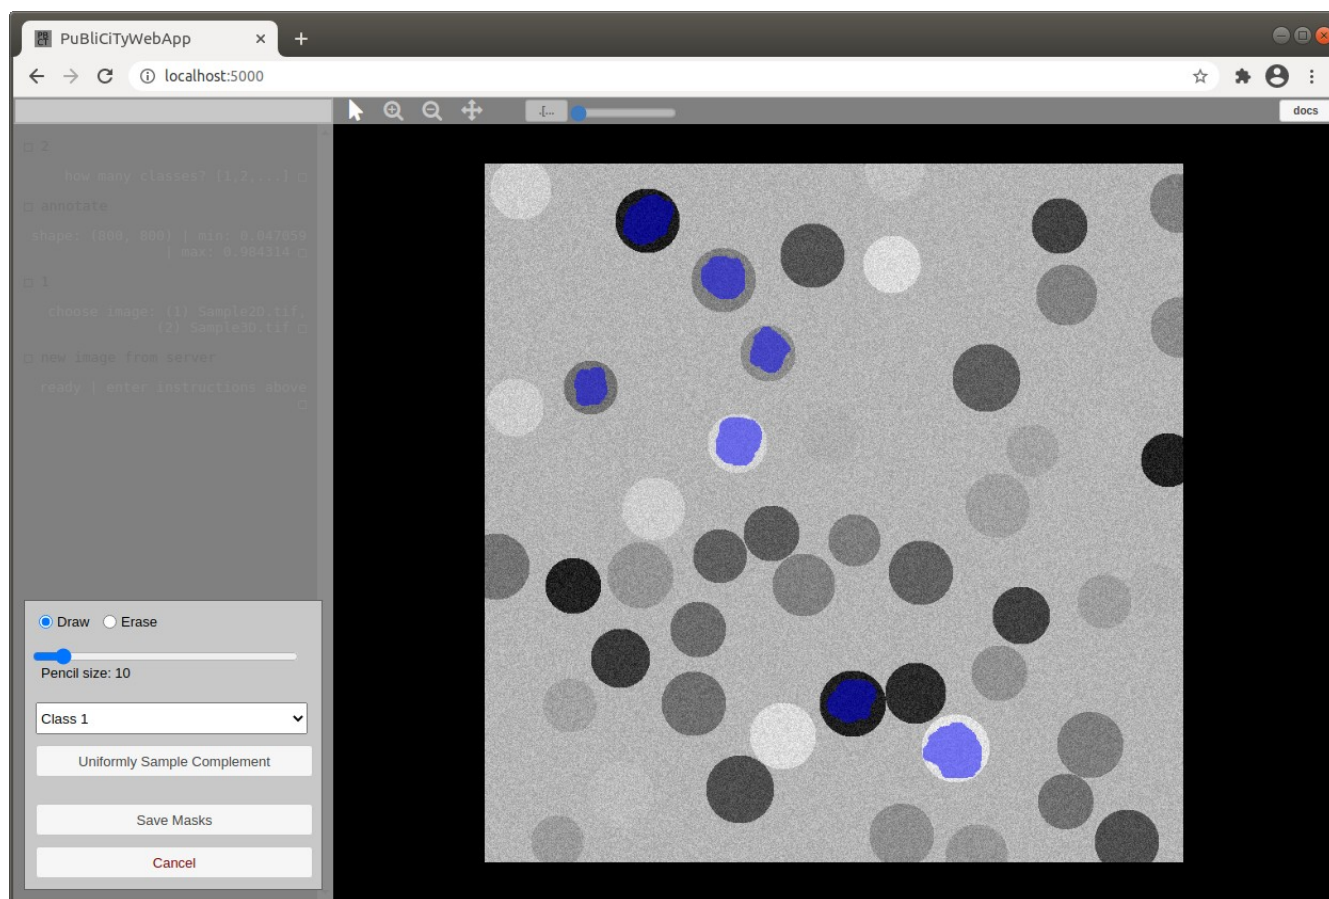 PuBliCiTyWebApp
localhost:5000
.[...
docs
2
how many classes? [1,2,...]
annotate
shape: (800, 800) | min: 0.047059
| max: 0.984314
1
choose image: (1) Sample2D.tif,
(2) Sample3D.tif
new image from server
ready | enter instructions above
Draw Erase
Pencil size: 10
Class 1
Uniformly Sample Complement
Save Masks
Cancel